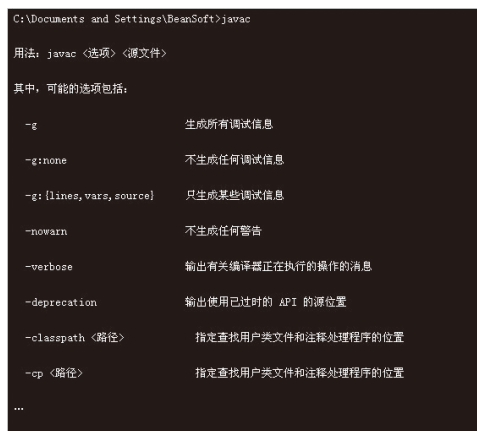 C:\Documents and Settings\BeanSoft>javac
用法: javac <选项> <源文件>
其中, 可能的选项包括:
-g 生成所有调试信息
-g:none 不生成任何调试信息
-g:{lines,vars,source} 只生成某些调试信息
-nowarn 不生成任何警告
-verbose 输出有关编译器正在执行的操作的消息
-deprecation 输出使用已过时的 API 的源位置
-classpath <路径> 指定查找用户类文件和注释处理程序的位置
-cp <路径> 指定查找用户类文件和注释处理程序的位置
...